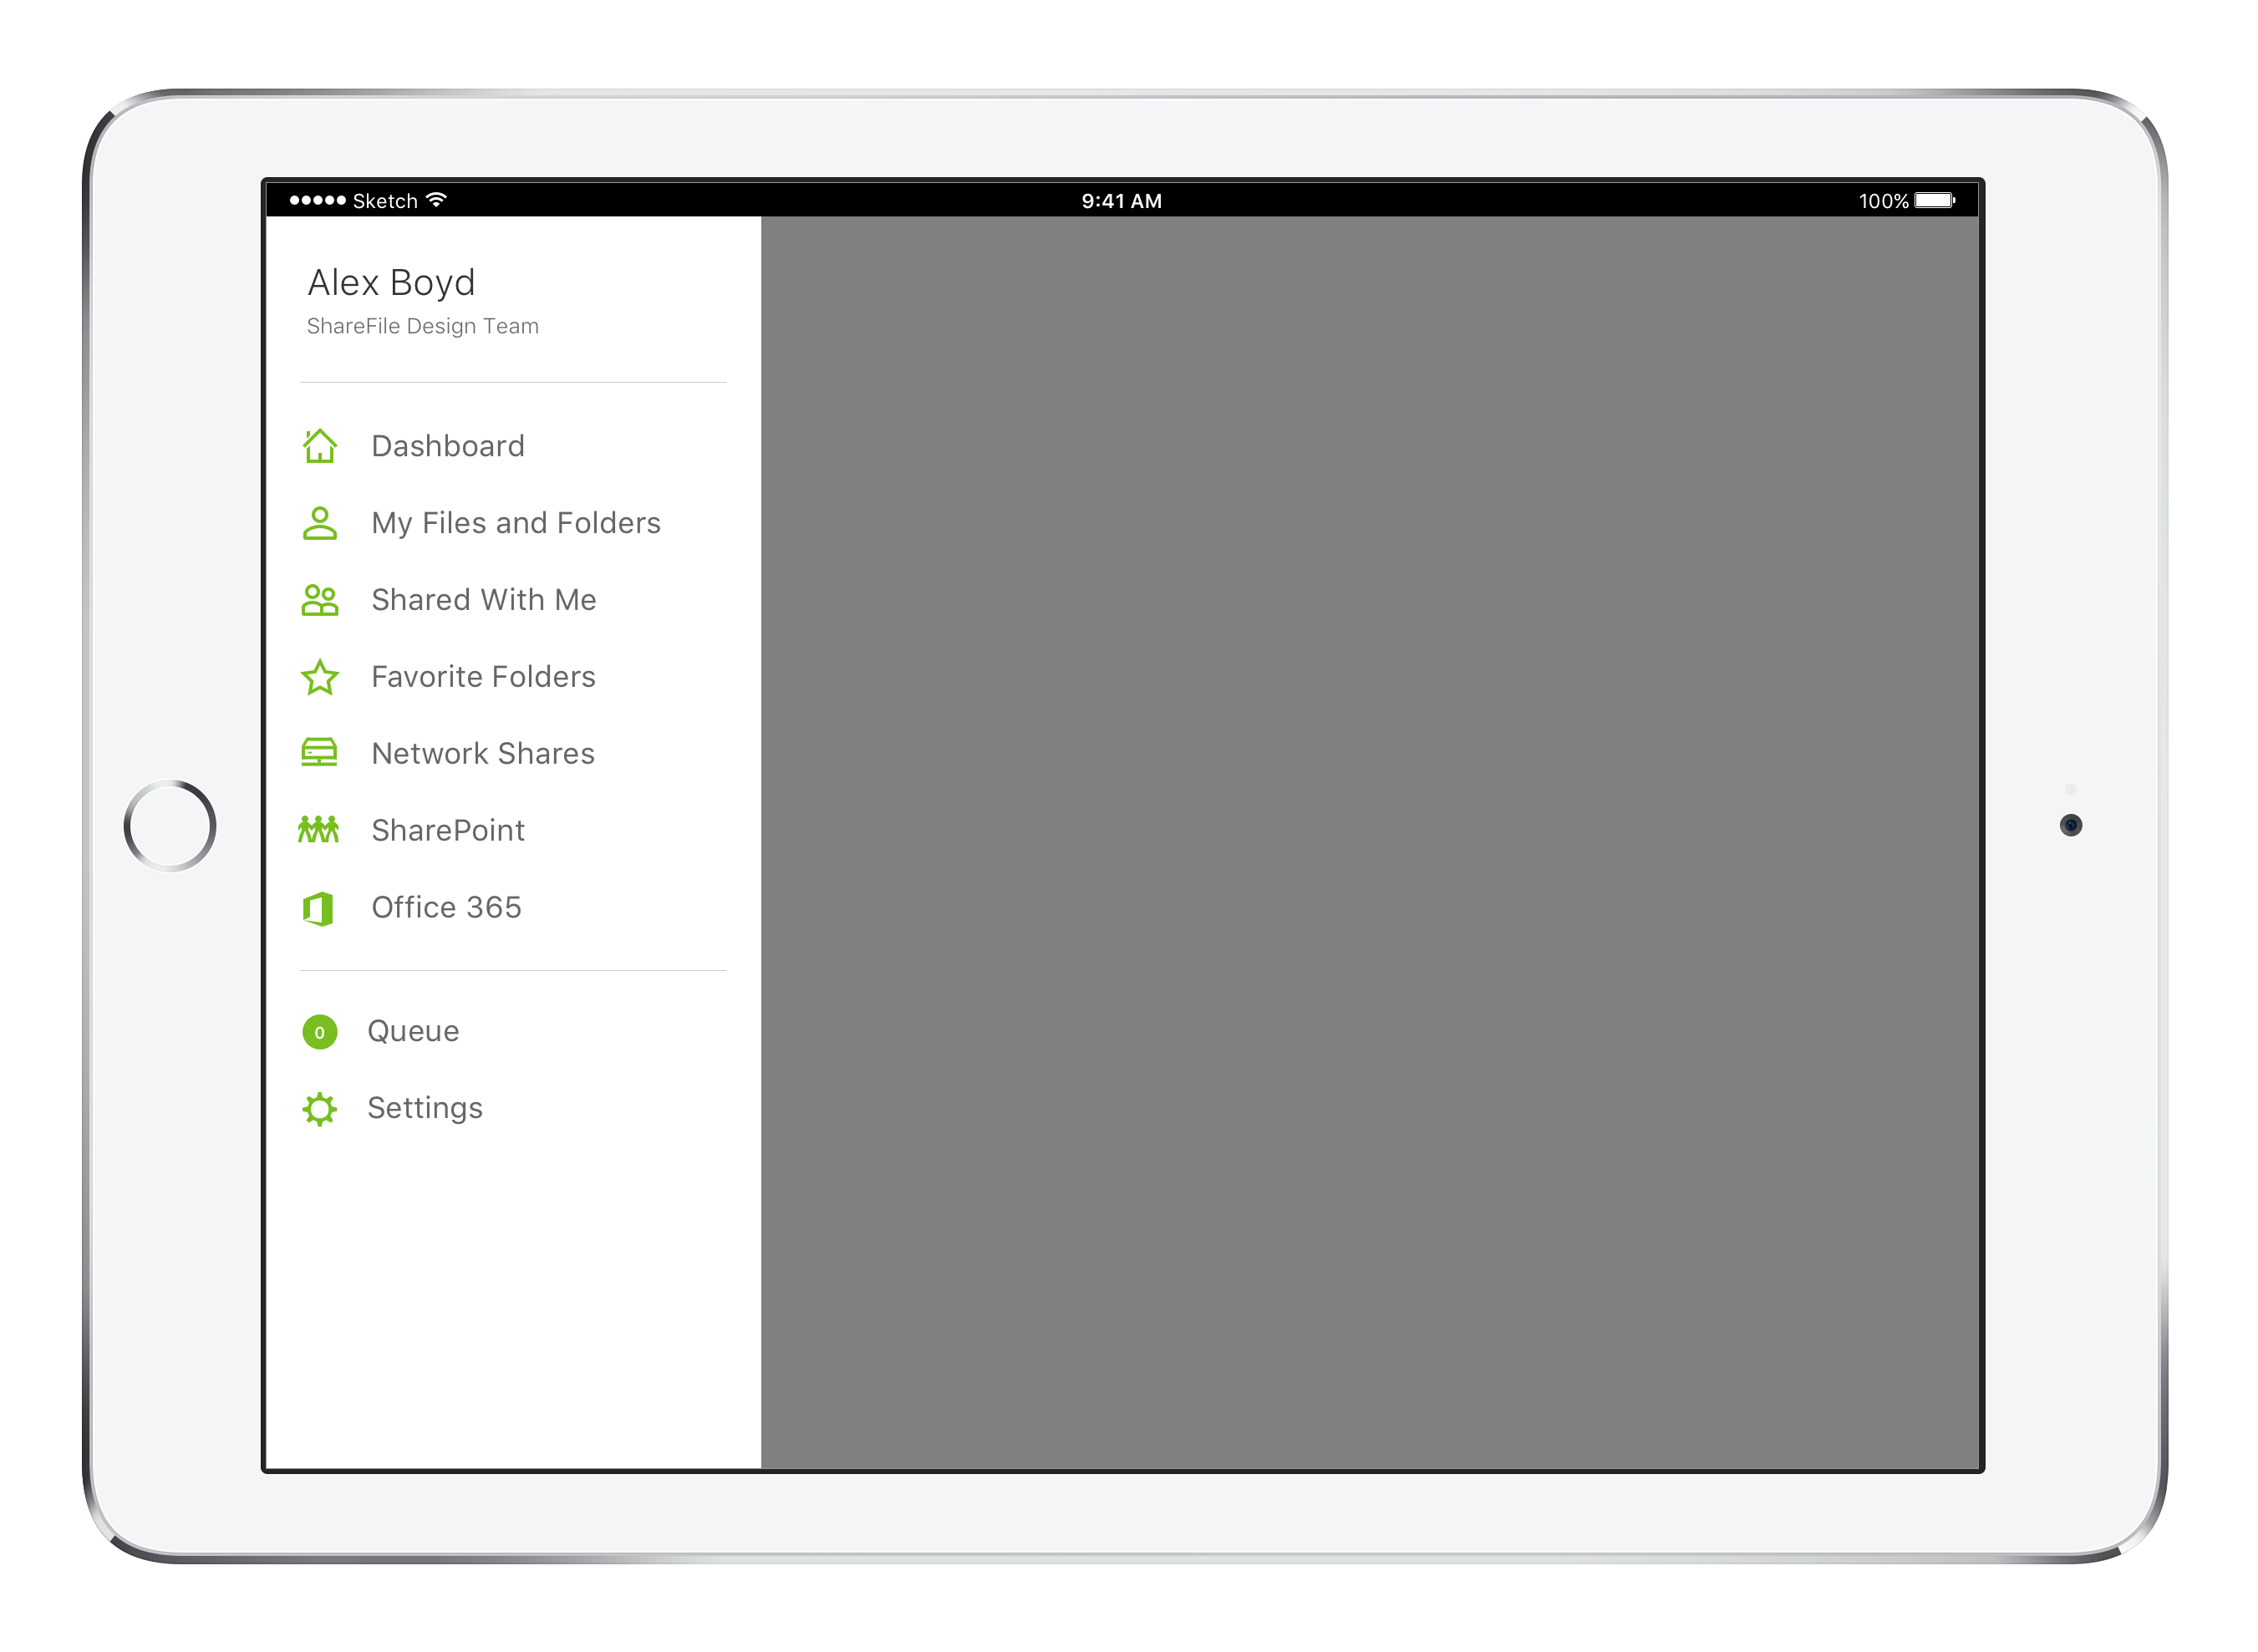 Sketch 9:41 AM 100%
Alex Boyd
ShareFile Design Team
Dashboard
My Files and Folders
Shared With Me
Favorite Folders
Network Shares
SharePoint
Office 365
0 Queue
Settings